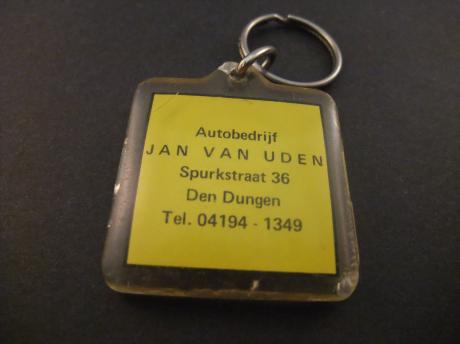 Autobedrijf
JAN VAN UDEN
Spurkstraat 36
Den Dungen
Tel. 04194 - 1349